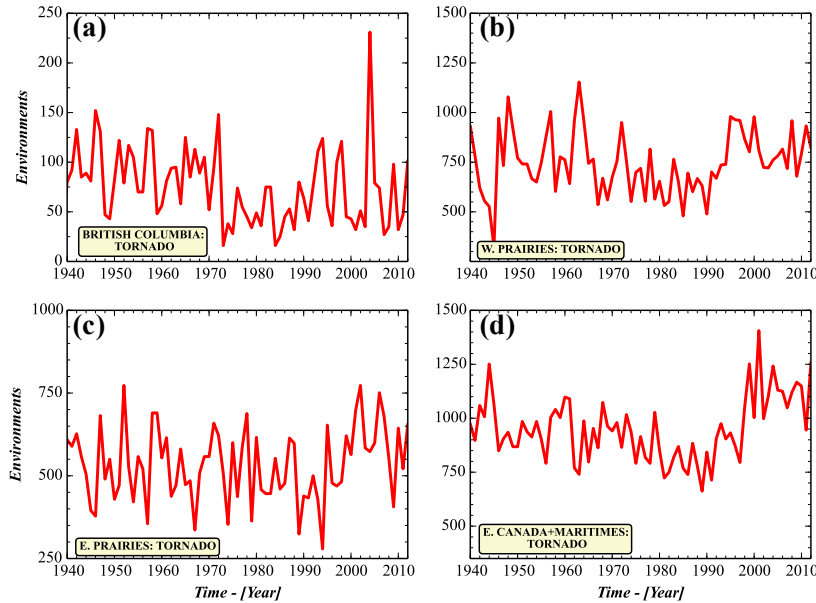 (a)
250
200
150
100
50
0
Environments
BRITISH COLUMBIA:
TORNADO
1940 1950 1960 1970 1980 1990 2000 2010
(b)
1500
1250
1000
750
500
250
W. PRAIRIES: TORNADO
1940 1950 1960 1970 1980 1990 2000 2010
(c)
1000
750
500
250
Environments
E. PRAIRIES: TORNADO
1940 1950 1960 1970 1980 1990 2000 2010
Time - [Year]
(d)
1500
1250
1000
750
500
E. CANADA+MARITIMES:
TORNADO
1940 1950 1960 1970 1980 1990 2000 2010
Time - [Year]